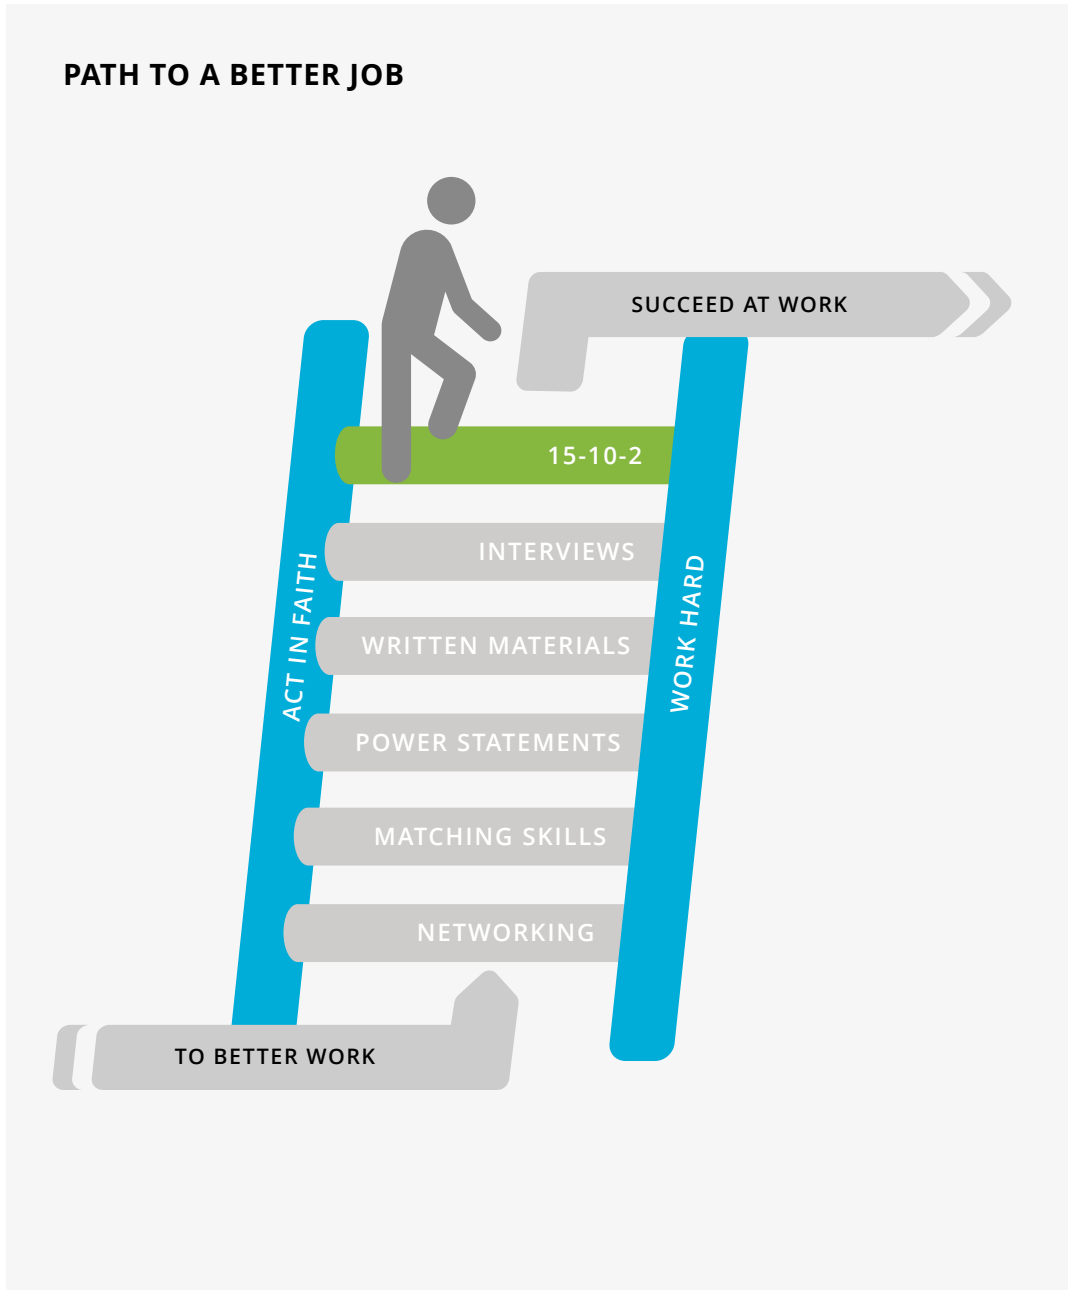 PATH TO A BETTER JOB
SUCCEED AT WORK
15-10-2
INTERVIEWS
WRITTEN MATERIALS
POWER STATEMENTS
MATCHING SKILLS
NETWORKING
ACT IN FAITH
WORK HARD
TO BETTER WORK